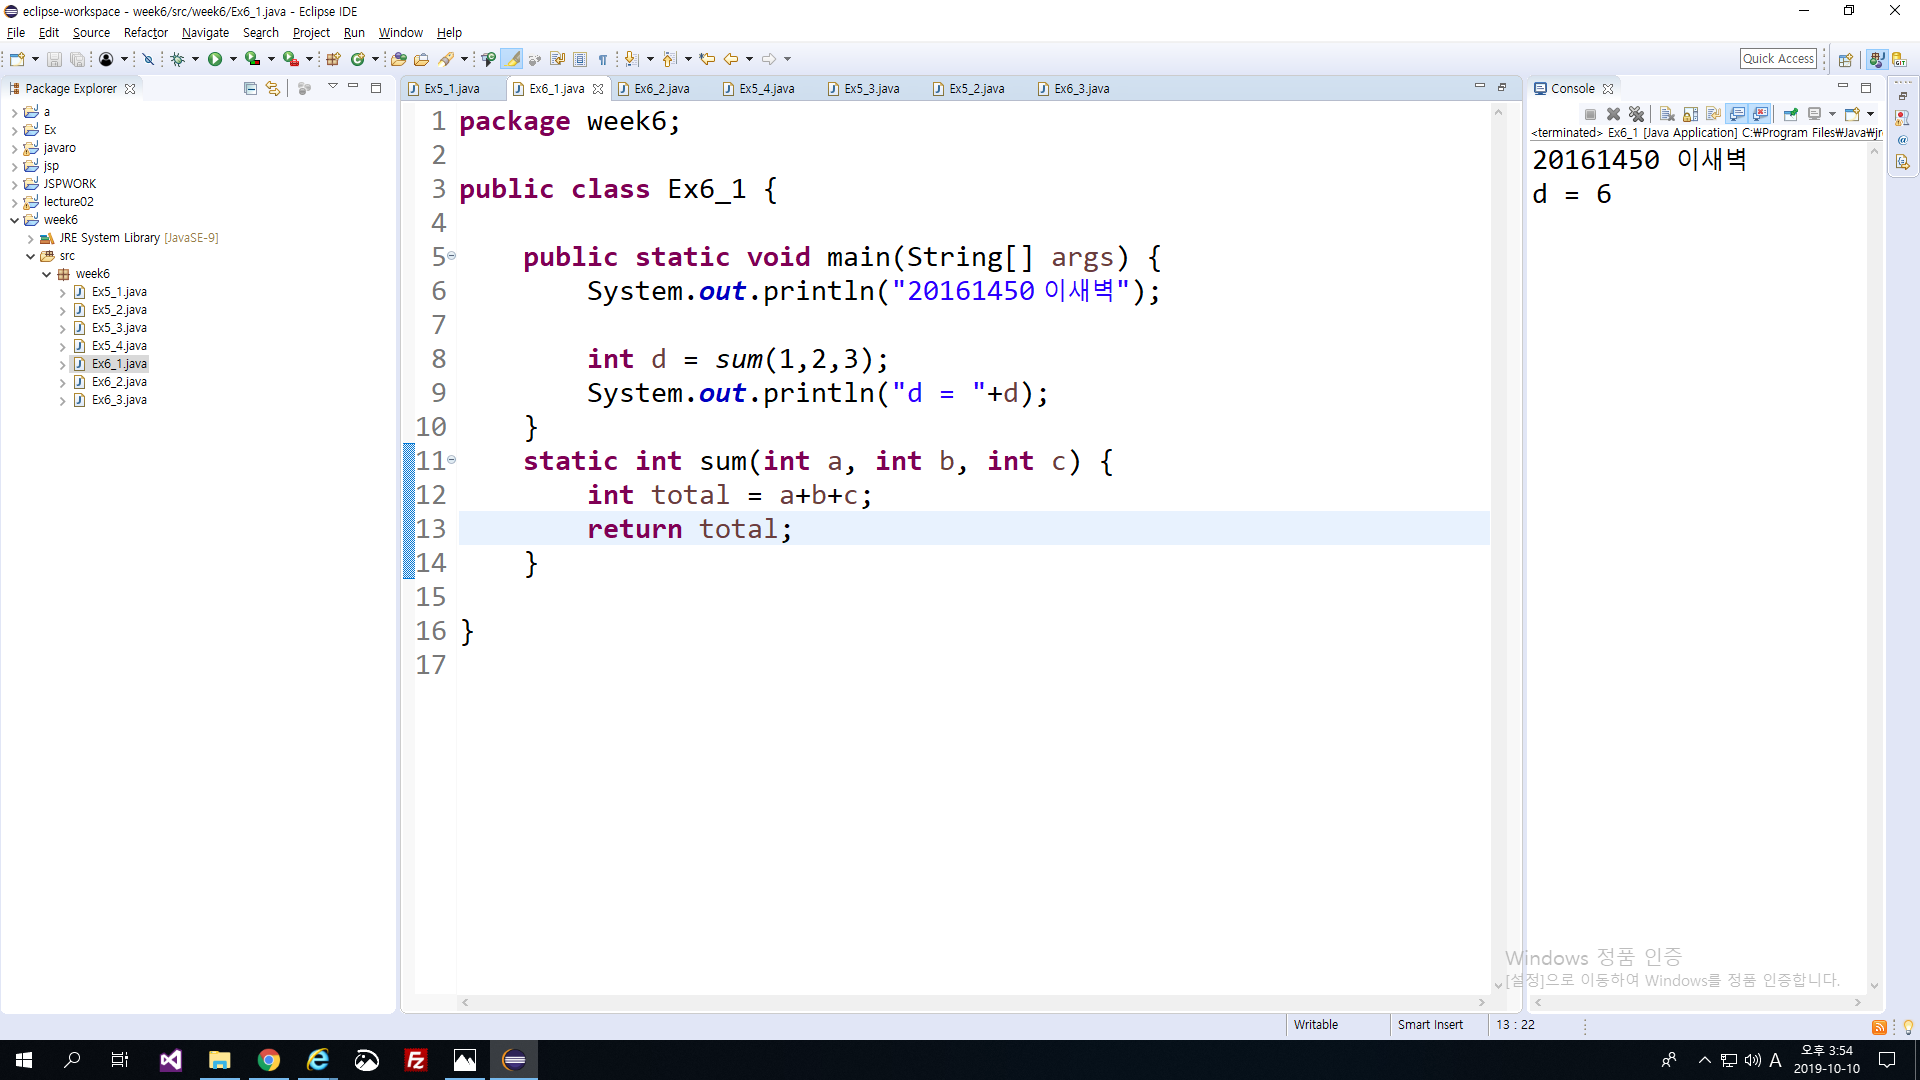 eclipse-workspace - week6/src/week6/Ex6_1.java - Eclipse IDE
File Edit Source Refactor Navigate Search Project Run Window Help
Quick Access
Package Explorer
a
Ex
javaro
jsp
JSPWORK
lecture02
week6
JRE System Library [JavaSE-9]
src
week6
Ex5_1.java
Ex5_2.java
Ex5_3.java
Ex5_4.java
Ex6_1.java
Ex6_2.java
Ex6_3.java
Ex5_1.java Ex6_1.java Ex6_2.java Ex5_4.java Ex5_3.java Ex5_2.java Ex6_3.java
1 package week6;
2
3 public class Ex6_1 {
4
5 public static void main(String[] args) {
6 System.out.println("20161450 이새벽");
7
8 int d = sum(1,2,3);
9 System.out.println("d = "+d);
10 }
11 static int sum(int a, int b, int c) {
12 int total = a+b+c;
13 return total;
14 }
15
16 }
17
Console
<terminated> Ex6_1 [Java Application] C:₩Program Files₩Java₩jr
20161450 이새벽
d = 6
Windows 정품 인증
[설정]으로 이동하여 Windows를 정품 인증합니다.
Writable Smart Insert 13 : 22
A 오후 3:54
2019-10-10